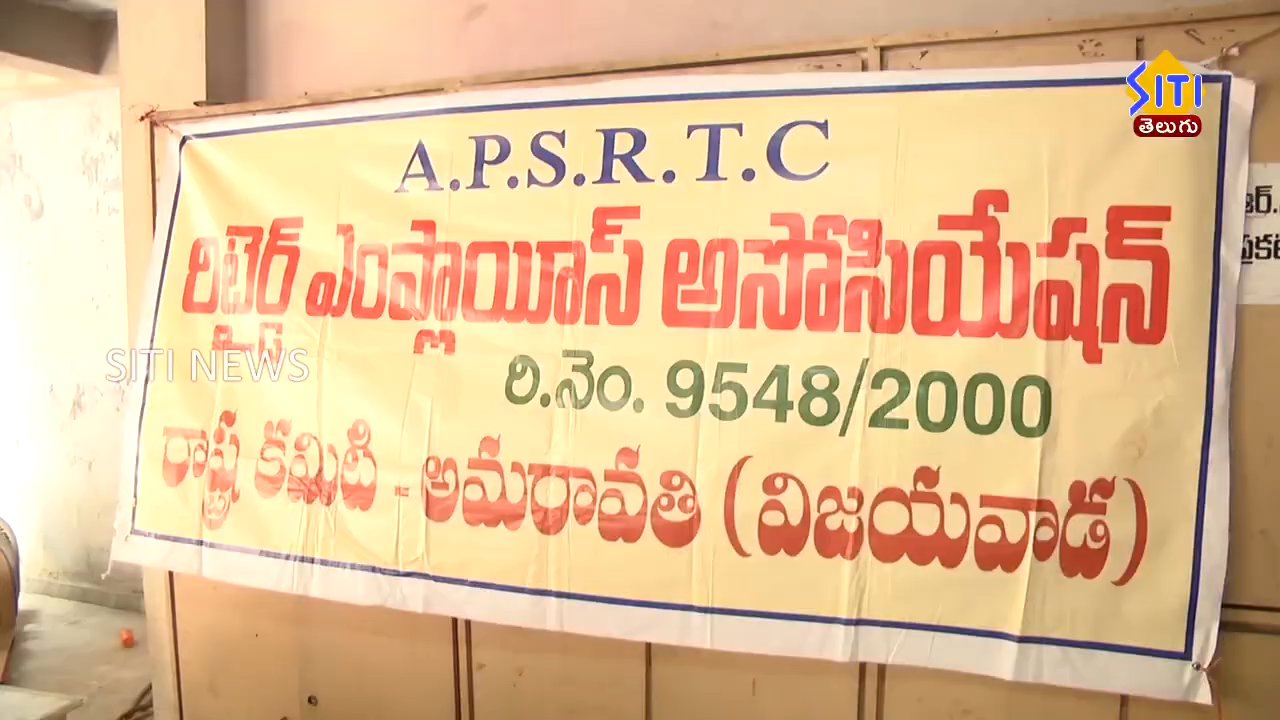 SITI
తెలుగు
A.P.S.R.T.C
రిటైర్డ్ ఎంప్లాయీస్ అసోసియేషన్
రి.నెం. 9548/2000
రాష్ట్ర కమిటీ - అమరావతి (విజయవాడ)
SITI NEWS